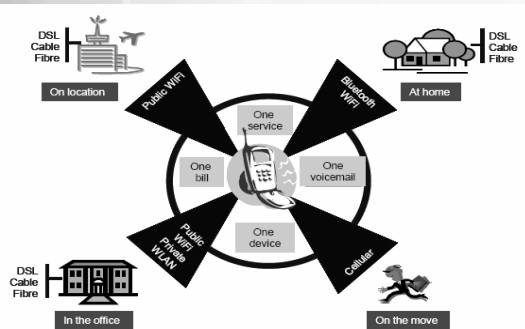 DSL
Cable
Fibre
On location
Public WiFi
Bluetooth
WiFi
DSL
Cable
Fibre
At home
One
service
One
bill
One
voicemail
One
device
Public
WiFi
Private
WLAN
Cellular
DSL
Cable
Fibre
In the office
On the move